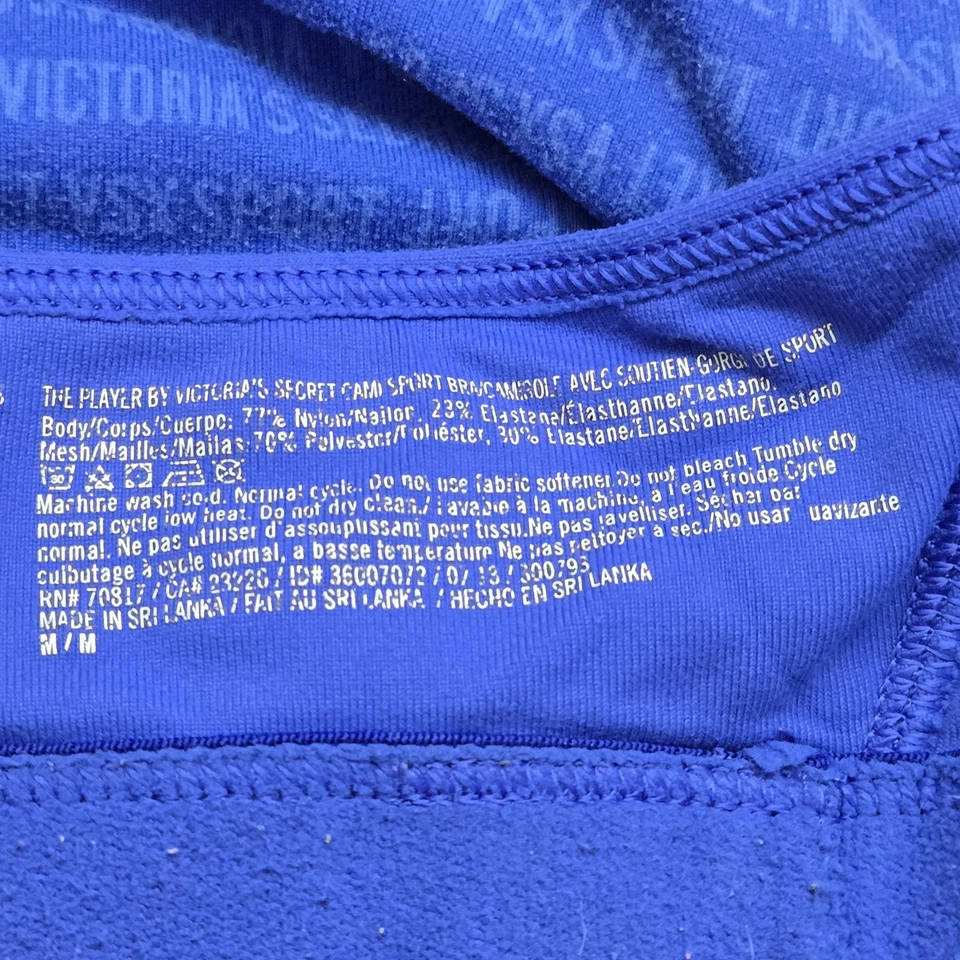 VSX SPORT
VICTORIA'S
VSX SPORT
THE PLAYER BY VICTORIA'S SECRET CAMI SPORT BRA/CAMISOLE AVEC SOUTIEN-GORGE DE SPORT
Body/Corps/Cuerpo: 77% Nylon/Nailon, 23% Elastane/Elasthanne/Elastano.
Mesh/Mailles/Mallas: 70% Polyester/Poliéster, 30% Elastane/Elasthanne/Elastano
30
Machine wash cold. Normal cycle. Do not use fabric softener. Do not bleach Tumble dry
normal cycle low heat. Do not dry clean./Lavable à la machine, à l'eau froide. Cycle
normal. Ne pas utiliser d'assouplissant pour tissu. Ne pas javelliser. Sécher par
culbutage à cycle normal, a basse température Ne pas nettoyer à sec./No usar uavizante
RN# 70817 / CA# / ID# 36007072 / 07 13 / 300793
MADE IN SRI LANKA / FAIT AU SRI LANKA / HECHO EN SRI LANKA
M / M